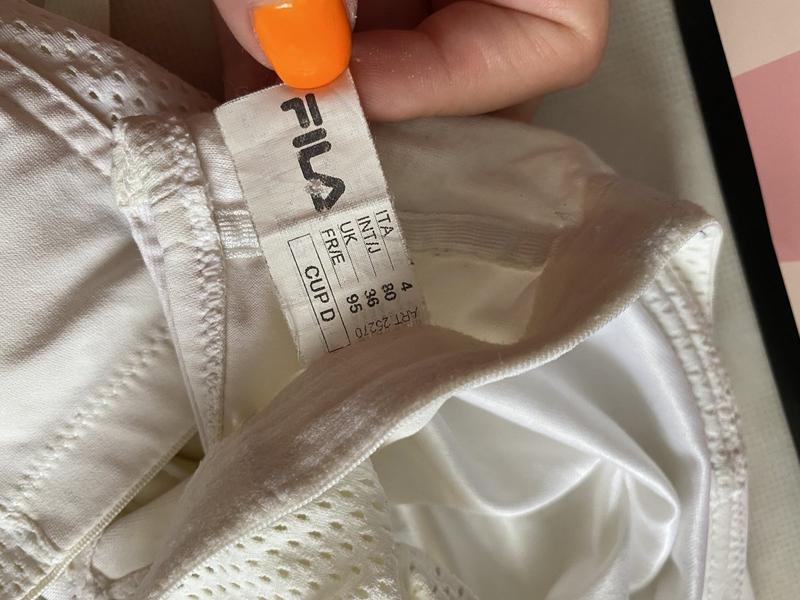 FILA
ITA 4
INT/J 80
UK 36
FR/E 95
CUP D
ART 25270